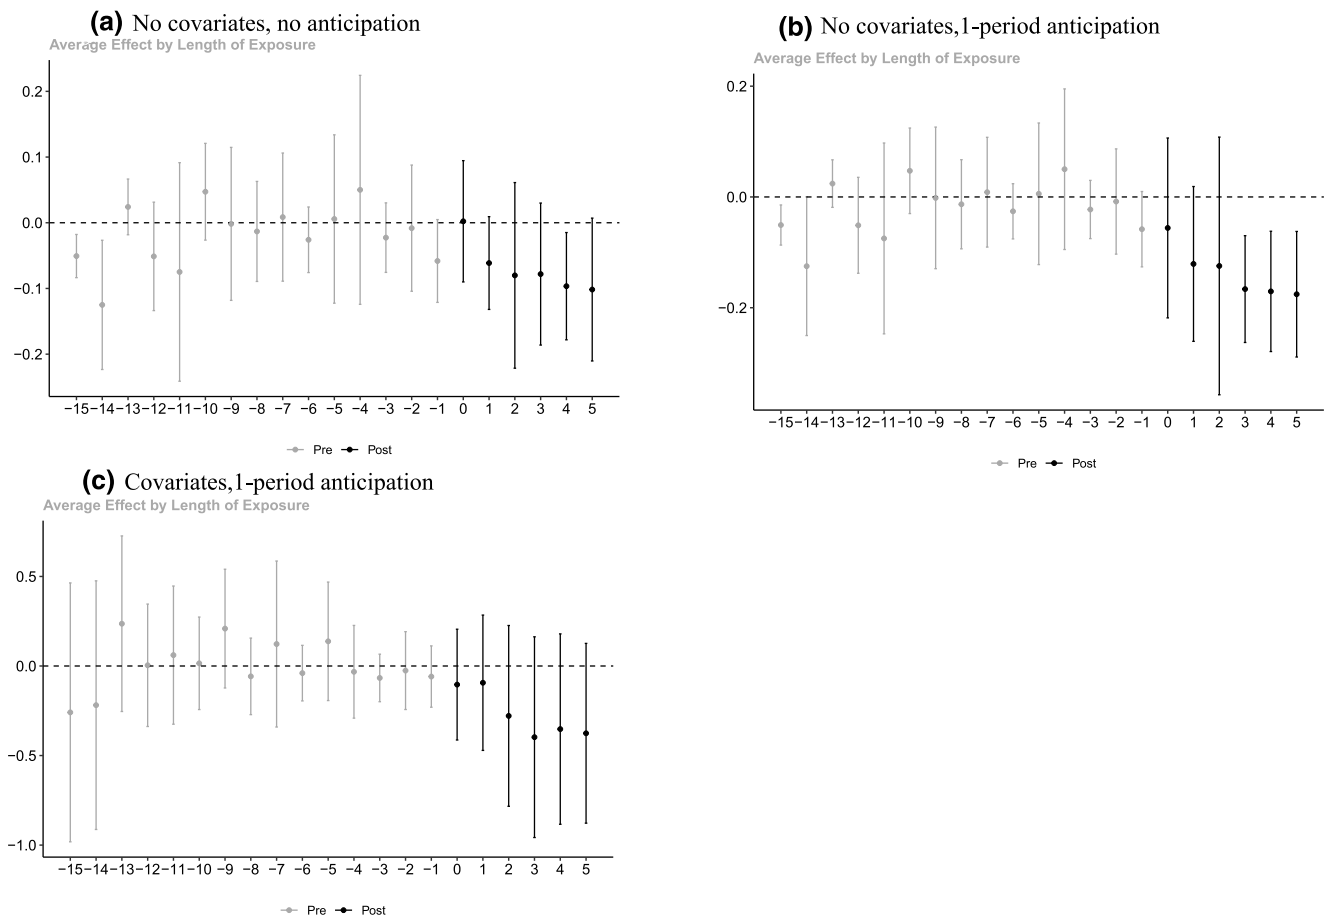 (a) No covariates, no anticipation
Average Effect by Length of Exposure
0.2
0.1
0.0
−0.1
−0.2
−15 −14 −13 −12 −11 −10 −9 −8 −7 −6 −5 −4 −3 −2 −1 0 1 2 3 4 5
Pre Post
(b) No covariates,1-period anticipation
Average Effect by Length of Exposure
0.2
0.0
−0.2
−15 −14 −13 −12 −11 −10 −9 −8 −7 −6 −5 −4 −3 −2 −1 0 1 2 3 4 5
Pre Post
(c) Covariates,1-period anticipation
Average Effect by Length of Exposure
0.5
0.0
−0.5
−1.0
−15 −14 −13 −12 −11 −10 −9 −8 −7 −6 −5 −4 −3 −2 −1 0 1 2 3 4 5
Pre Post